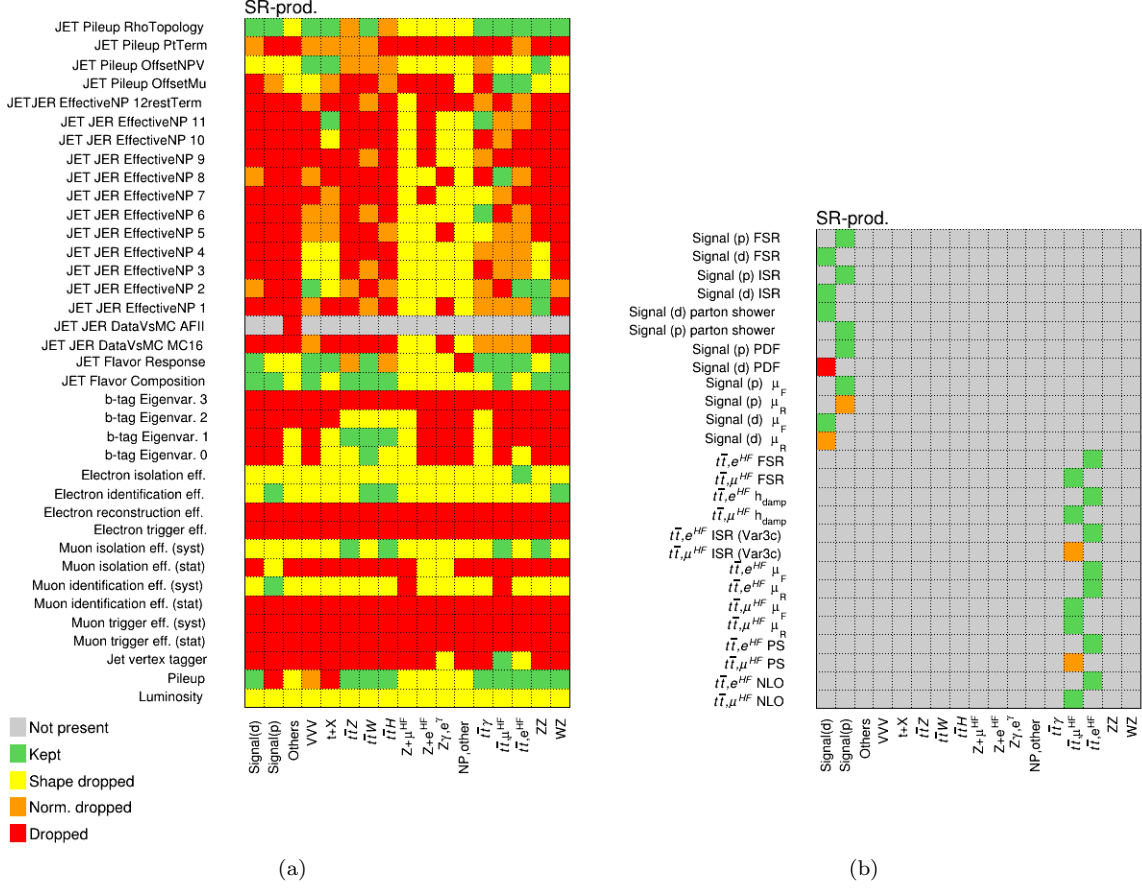 SR-prod.
JET Pileup RhoTopology
JET Pileup PtTerm
JET Pileup OffsetNPV
JET Pileup OffsetMu
JETJER EffectiveNP 12restTerm
JET JER EffectiveNP 11
JET JER EffectiveNP 10
JET JER EffectiveNP 9
JET JER EffectiveNP 8
JET JER EffectiveNP 7
JET JER EffectiveNP 6
JET JER EffectiveNP 5
JET JER EffectiveNP 4
JET JER EffectiveNP 3
JET JER EffectiveNP 2
JET JER EffectiveNP 1
JET JER DataVsMC AFII
JET JER DataVsMC MC16
JET Flavor Response
JET Flavor Composition
b-tag Eigenvar. 3
b-tag Eigenvar. 2
b-tag Eigenvar. 1
b-tag Eigenvar. 0
Electron isolation eff.
Electron identification eff.
Electron reconstruction eff.
Electron trigger eff.
Muon isolation eff. (syst)
Muon isolation eff. (stat)
Muon identification eff. (syst)
Muon identification eff. (stat)
Muon trigger eff. (syst)
Muon trigger eff. (stat)
Jet vertex tagger
Pileup
Luminosity
Signal(d)
Signal(p)
Others
VVV
t+X
tt̅Z
tt̅W
tt̅H
Z+μ^HF
Z+e^HF
Zγ,e^γ
NP,other
tt̅γ
tt̅,μ^HF
tt̅,e^HF
ZZ
WZ
Not present
Kept
Shape dropped
Norm. dropped
Dropped
(a)
SR-prod.
Signal (p) FSR
Signal (d) FSR
Signal (p) ISR
Signal (d) ISR
Signal (d) parton shower
Signal (p) parton shower
Signal (p) PDF
Signal (d) PDF
Signal (p) μ_F
Signal (p) μ_R
Signal (d) μ_F
Signal (d) μ_R
tt̅,e^HF FSR
tt̅,μ^HF FSR
tt̅,e^HF h_damp
tt̅,μ^HF h_damp
tt̅,e^HF ISR (Var3c)
tt̅,μ^HF ISR (Var3c)
tt̅,e^HF μ_F
tt̅,e^HF μ_R
tt̅,μ^HF μ_F
tt̅,μ^HF μ_R
tt̅,e^HF PS
tt̅,μ^HF PS
tt̅,e^HF NLO
tt̅,μ^HF NLO
Signal(d)
Signal(p)
Others
VVV
t+X
tt̅Z
tt̅W
tt̅H
Z+μ^HF
Z+e^HF
Zγ,e^γ
NP,other
tt̅γ
tt̅,μ^HF
tt̅,e^HF
ZZ
WZ
(b)